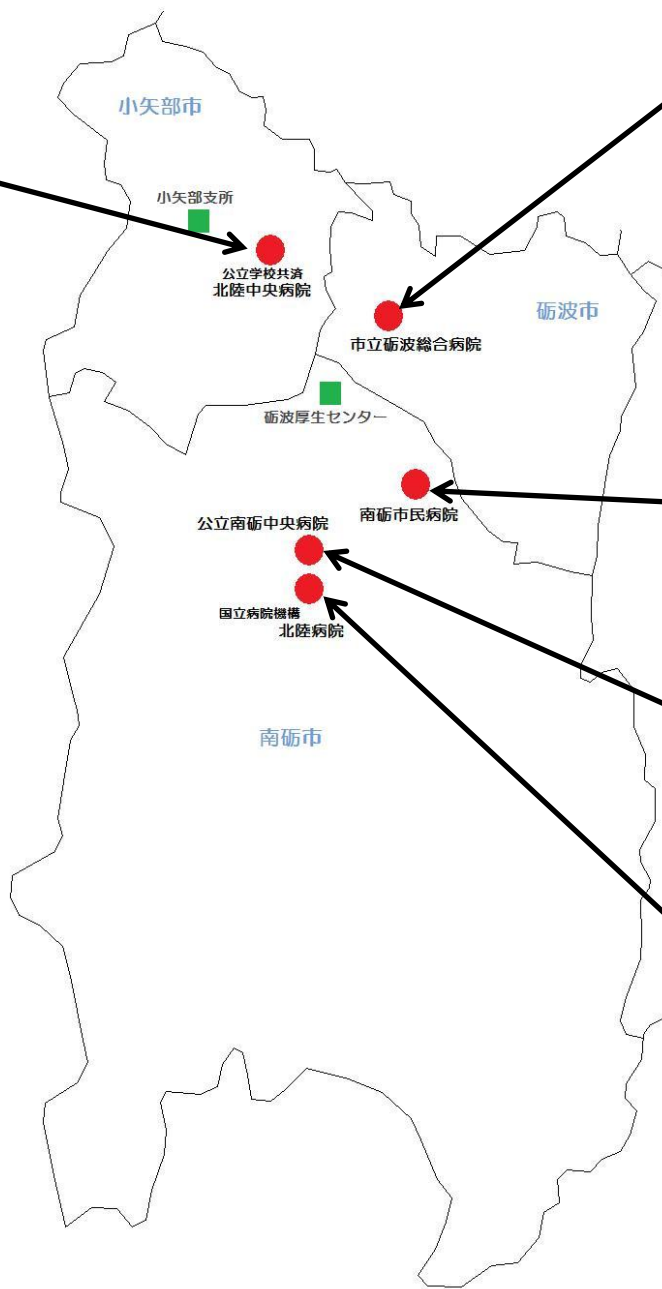 小矢部市
小矢部支所
公立学校共済
北陸中央病院
砺波市
市立砺波総合病院
砺波厚生センター
南砺市民病院
公立南砺中央病院
国立病院機構
北陸病院
南砺市